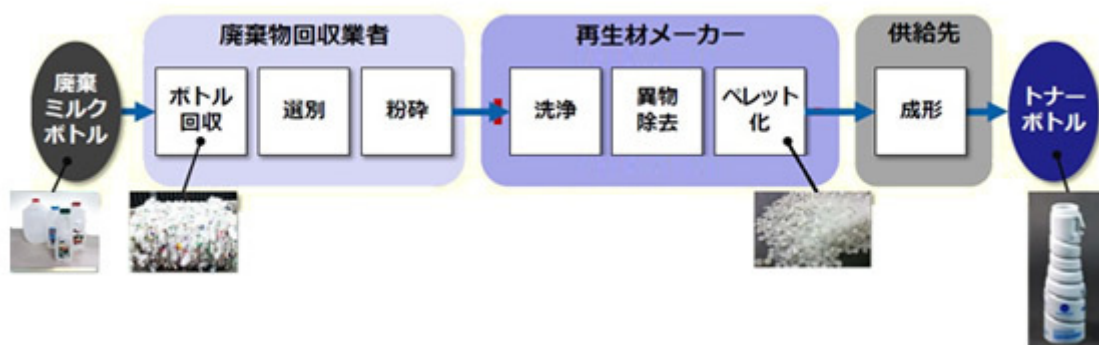 廃棄物回収業者
再生材メーカー
供給先
廃棄
ミルク
ボトル
ボトル
回収
選別
粉砕
洗浄
異物
除去
ペレット
化
成形
トナー
ボトル